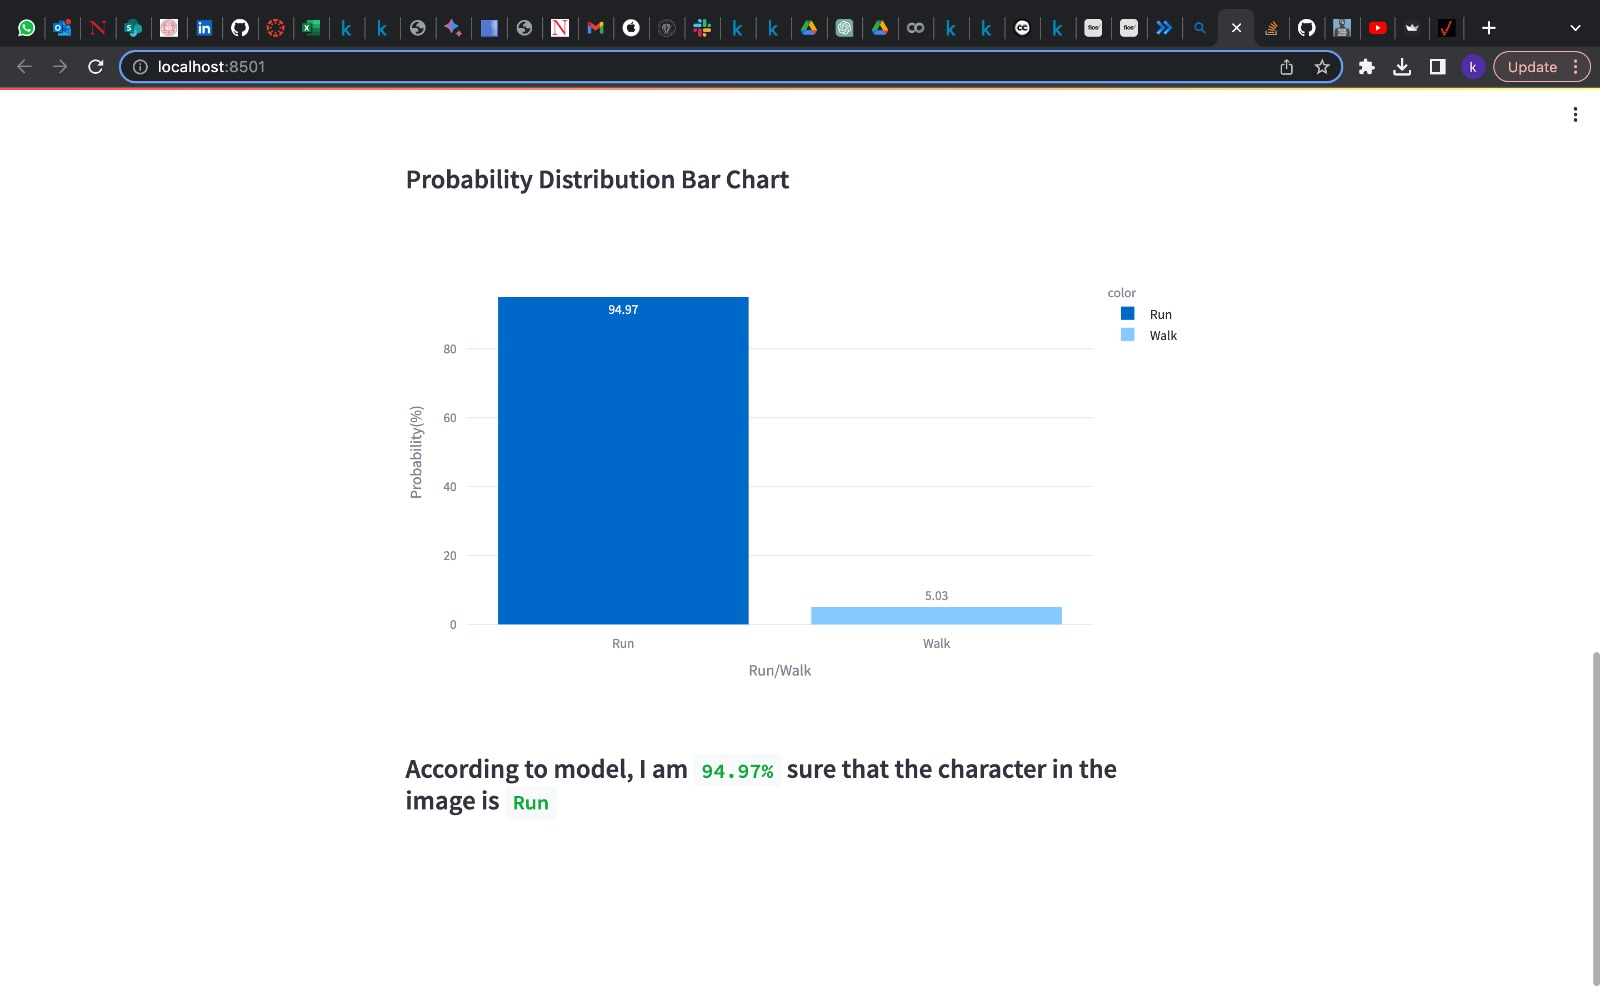 localhost:8501
k
Update
Probability Distribution Bar Chart
94.97
color
Run
Walk
80
60
40
20
0
Probability(%)
5.03
Run
Walk
Run/Walk
According to model, I am 94.97% sure that the character in the
image is Run